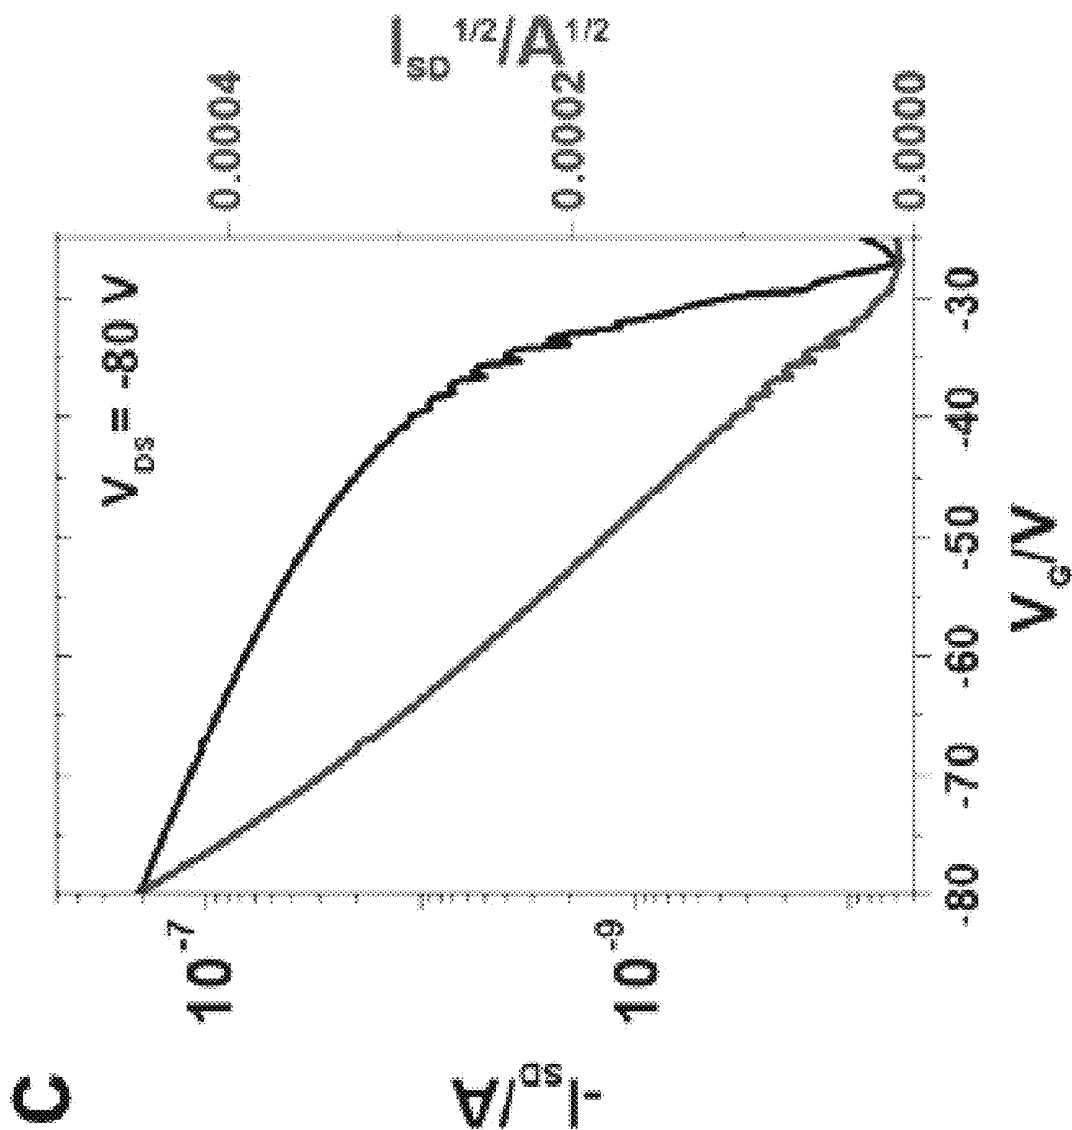 C
V_DS = -80 V
-I_SD/A
10^-7
10^-9
I_SD^1/2/A^1/2
0.0004
0.0002
0.0000
-80 -70 -60 -50 -40 -30
V_G/V